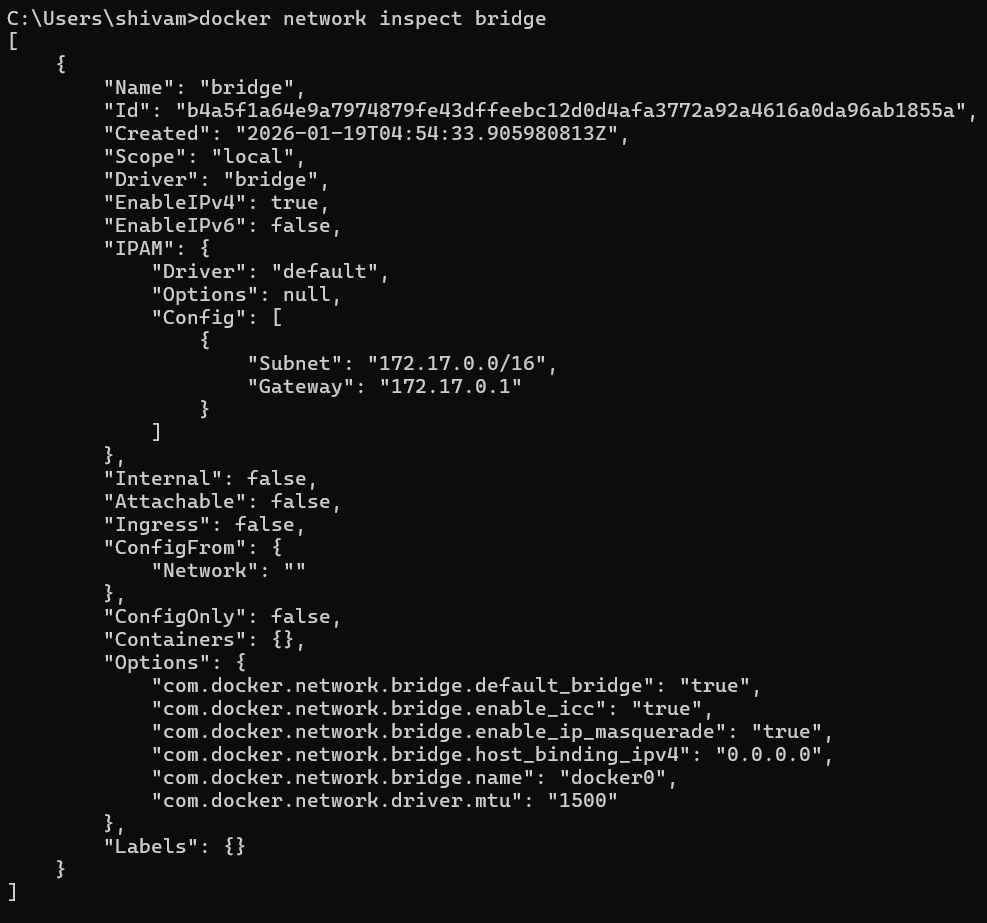 C:\Users\shivam>docker network inspect bridge
[
    {
        "Name": "bridge",
        "Id": "b4a5f1a64e9a7974879fe43dffeebc12d0d4afa3772a92a4616a0da96ab1855a",
        "Created": "2026-01-19T04:54:33.905980813Z",
        "Scope": "local",
        "Driver": "bridge",
        "EnableIPv4": true,
        "EnableIPv6": false,
        "IPAM": {
            "Driver": "default",
            "Options": null,
            "Config": [
                {
                    "Subnet": "172.17.0.0/16",
                    "Gateway": "172.17.0.1"
                }
            ]
        },
        "Internal": false,
        "Attachable": false,
        "Ingress": false,
        "ConfigFrom": {
            "Network": ""
        },
        "ConfigOnly": false,
        "Containers": {},
        "Options": {
            "com.docker.network.bridge.default_bridge": "true",
            "com.docker.network.bridge.enable_icc": "true",
            "com.docker.network.bridge.enable_ip_masquerade": "true",
            "com.docker.network.bridge.host_binding_ipv4": "0.0.0.0",
            "com.docker.network.bridge.name": "docker0",
            "com.docker.network.driver.mtu": "1500"
        },
        "Labels": {}
    }
]